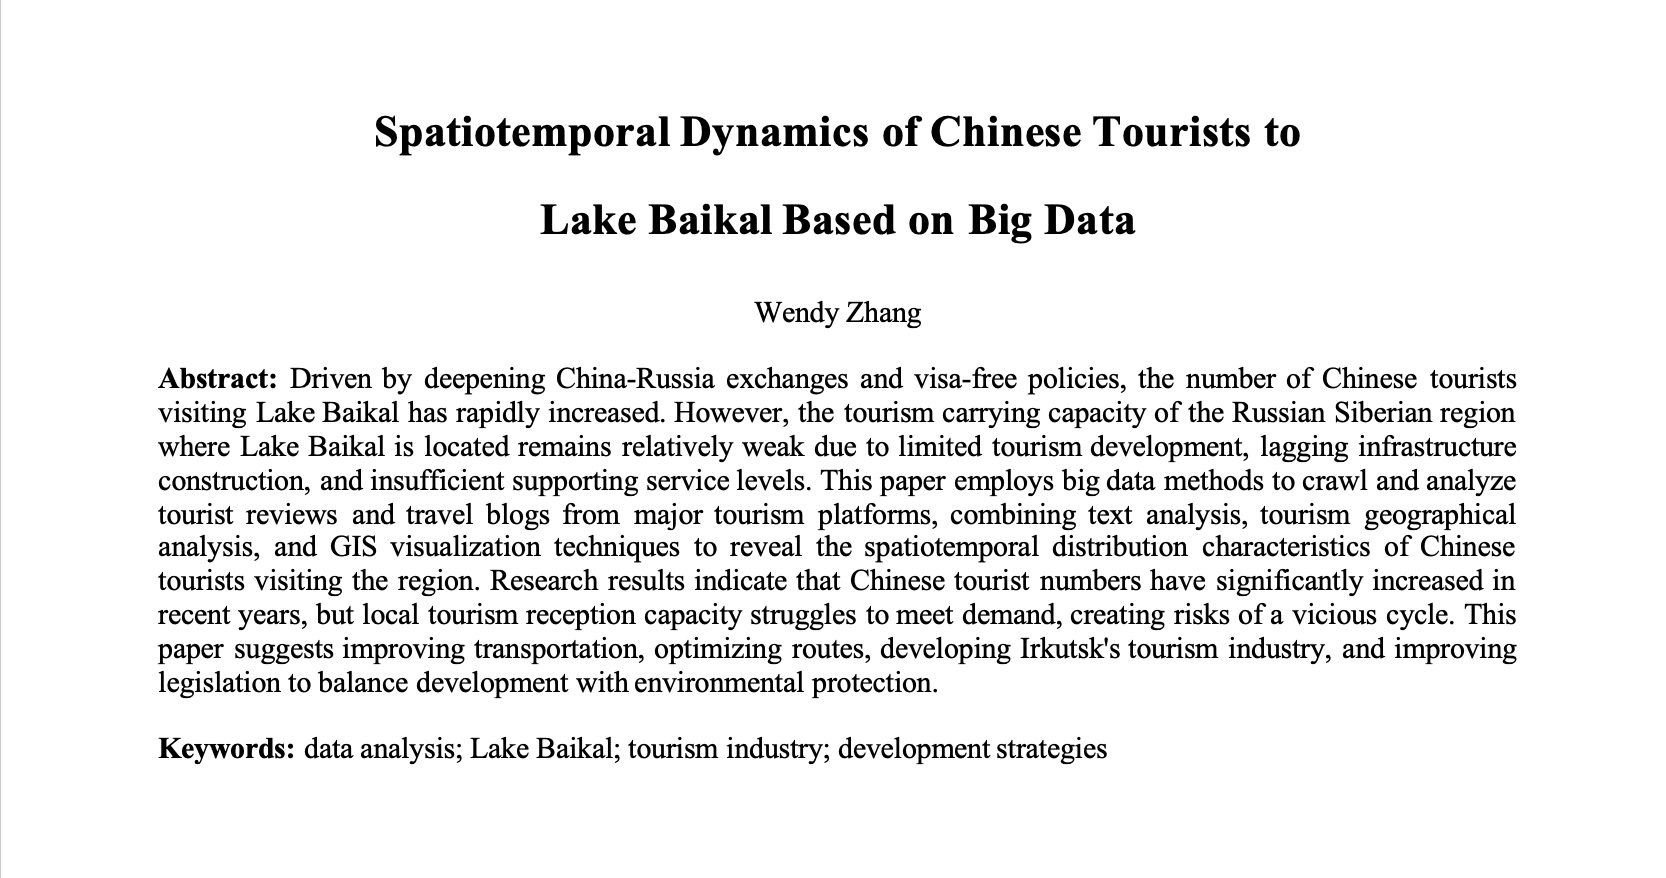 Spatiotemporal Dynamics of Chinese Tourists to
Lake Baikal Based on Big Data
Wendy Zhang
Abstract: Driven by deepening China-Russia exchanges and visa-free policies, the number of Chinese tourists
visiting Lake Baikal has rapidly increased. However, the tourism carrying capacity of the Russian Siberian region
where Lake Baikal is located remains relatively weak due to limited tourism development, lagging infrastructure
construction, and insufficient supporting service levels. This paper employs big data methods to crawl and analyze
tourist reviews and travel blogs from major tourism platforms, combining text analysis, tourism geographical
analysis, and GIS visualization techniques to reveal the spatiotemporal distribution characteristics of Chinese
tourists visiting the region. Research results indicate that Chinese tourist numbers have significantly increased in
recent years, but local tourism reception capacity struggles to meet demand, creating risks of a vicious cycle. This
paper suggests improving transportation, optimizing routes, developing Irkutsk's tourism industry, and improving
legislation to balance development with environmental protection.
Keywords: data analysis; Lake Baikal; tourism industry; development strategies